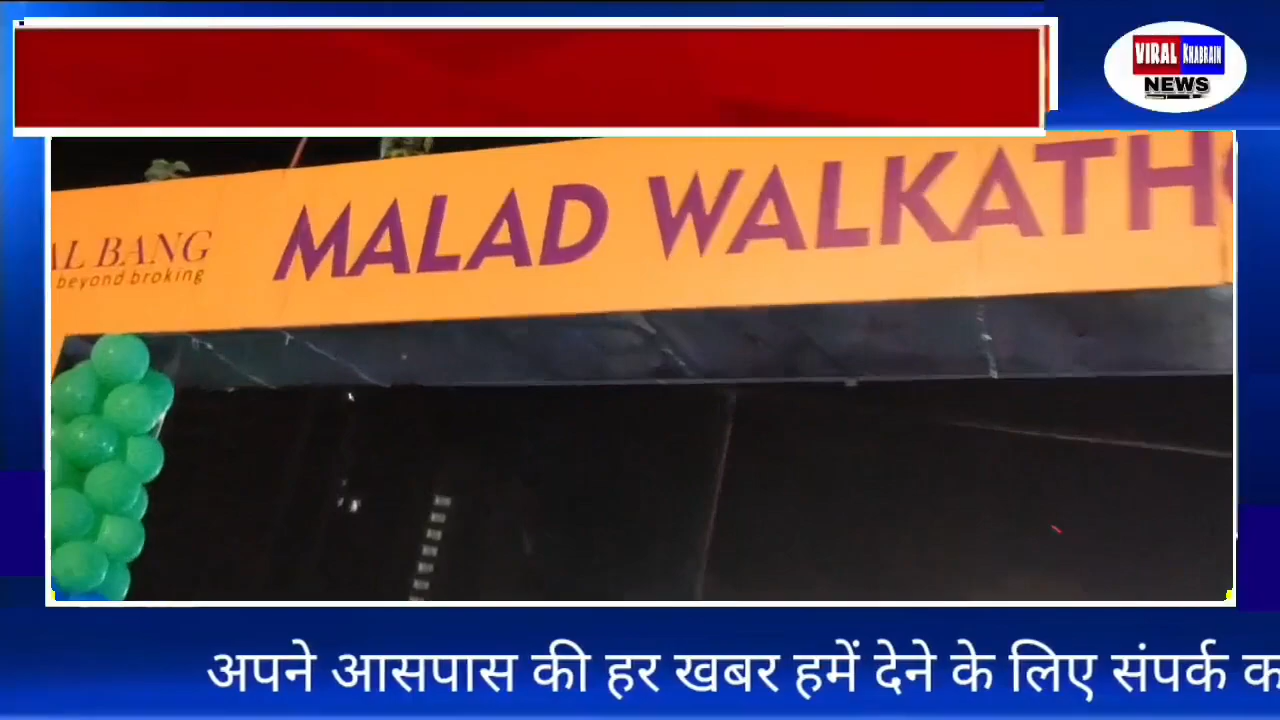 VIRAL KHABRAIN
NEWS
MALAD WALKATH
AL BANG
beyond broking
अपने आसपास की हर खबर हमें देने के लिए संपर्क क